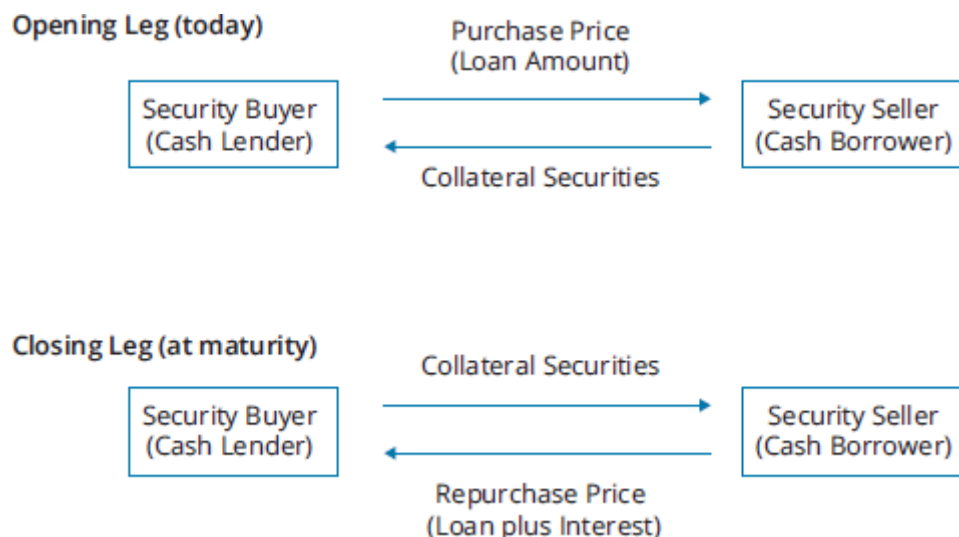 Opening Leg (today)
Purchase Price
(Loan Amount)
Security Buyer
(Cash Lender)
Security Seller
(Cash Borrower)
Collateral Securities
Closing Leg (at maturity)
Collateral Securities
Security Buyer
(Cash Lender)
Security Seller
(Cash Borrower)
Repurchase Price
(Loan plus Interest)